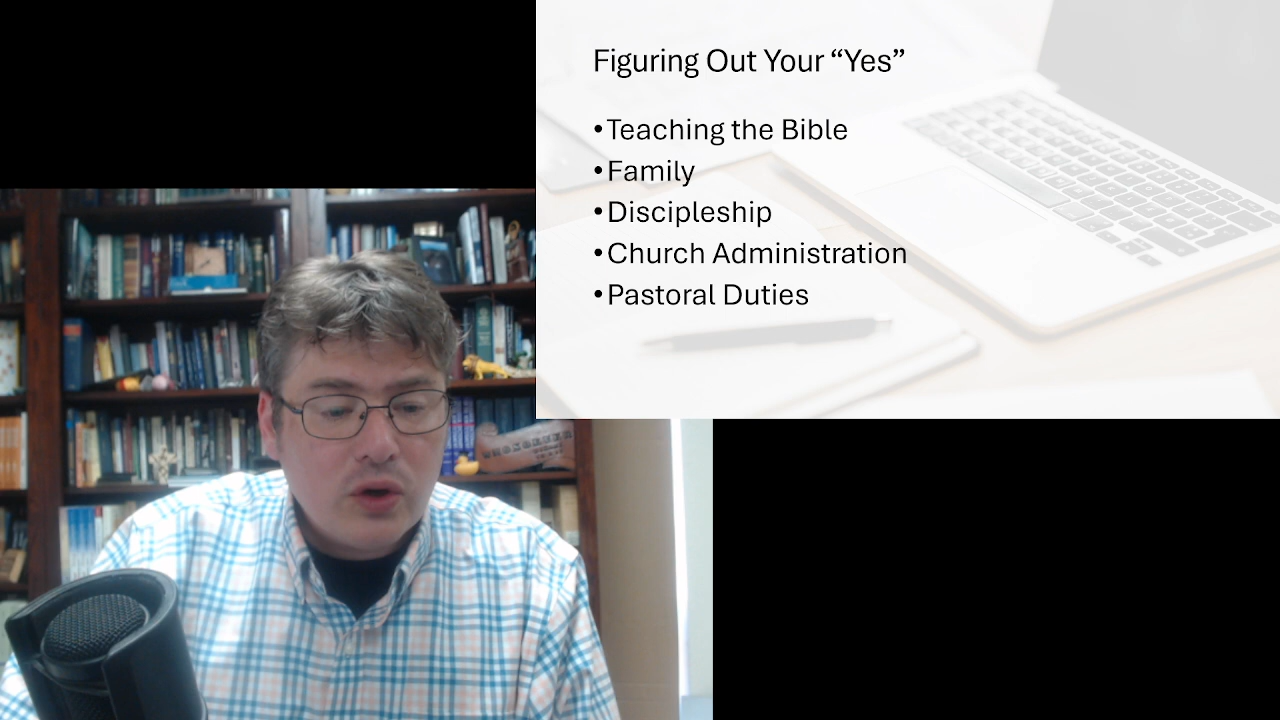 Figuring Out Your “Yes”
•Teaching the Bible
•Family
•Discipleship
•Church Administration
•Pastoral Duties